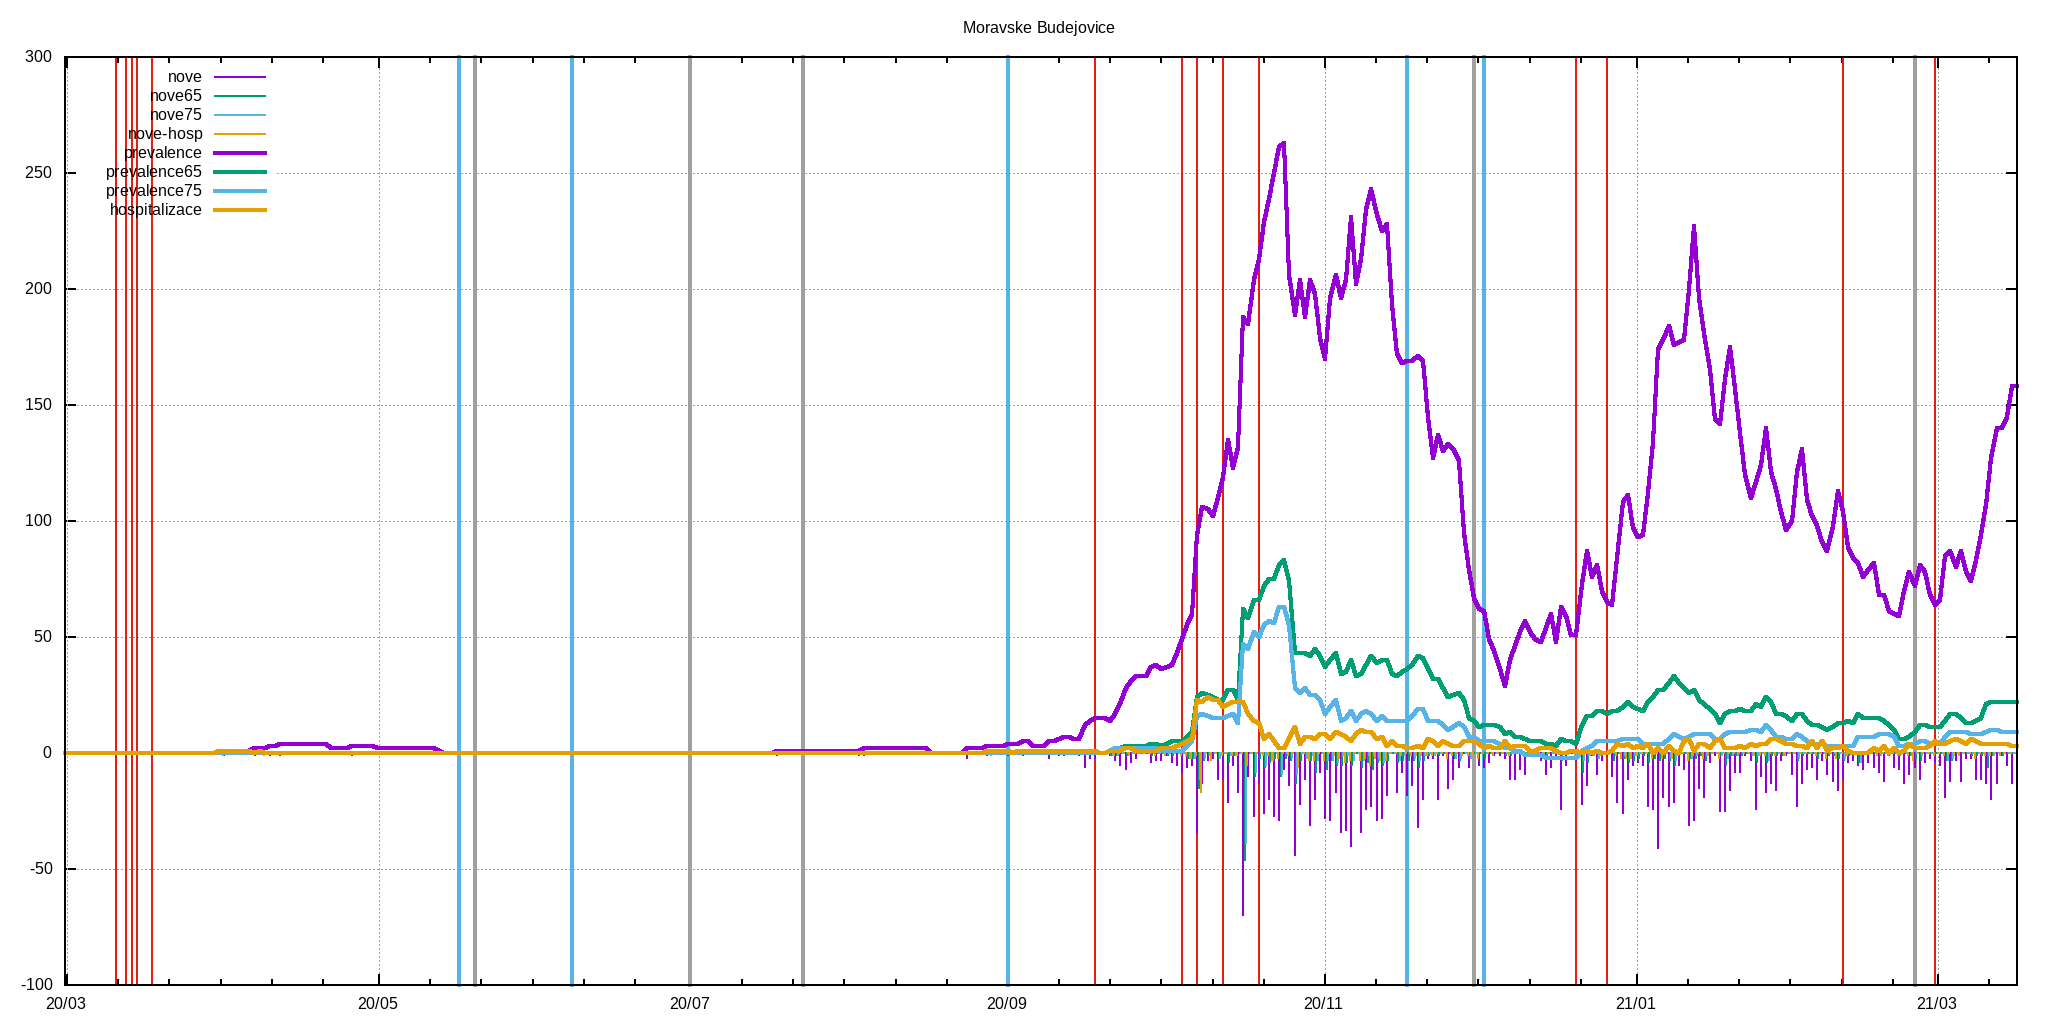 Moravske Budejovice
300
250
200
150
100
50
0
-50
-100
nove
nove65
nove75
nove-hosp
prevalence
prevalence65
prevalence75
hospitalizace
20/03 20/05 20/07 20/09 20/11 21/01 21/03